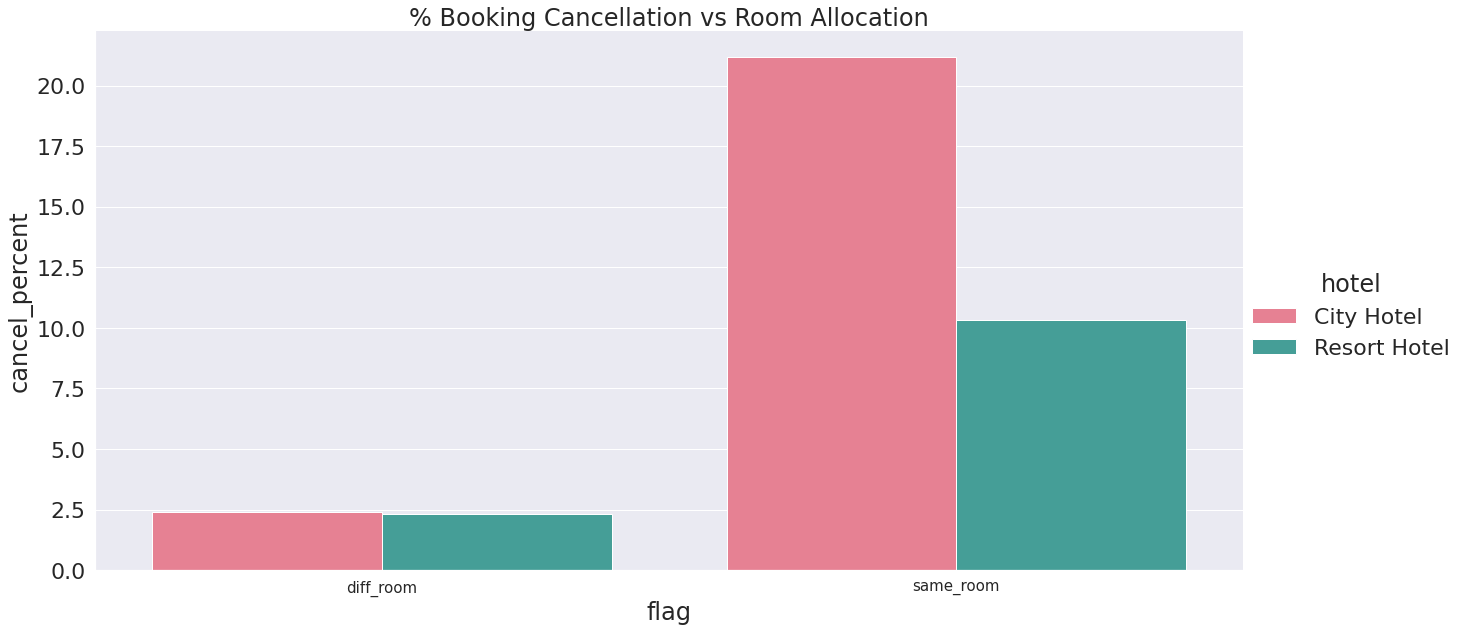 % Booking Cancellation vs Room Allocation
20.0
17.5
15.0
12.5
10.0
7.5
5.0
2.5
0.0
cancel_percent
diff_room
same_room
flag
hotel
City Hotel
Resort Hotel